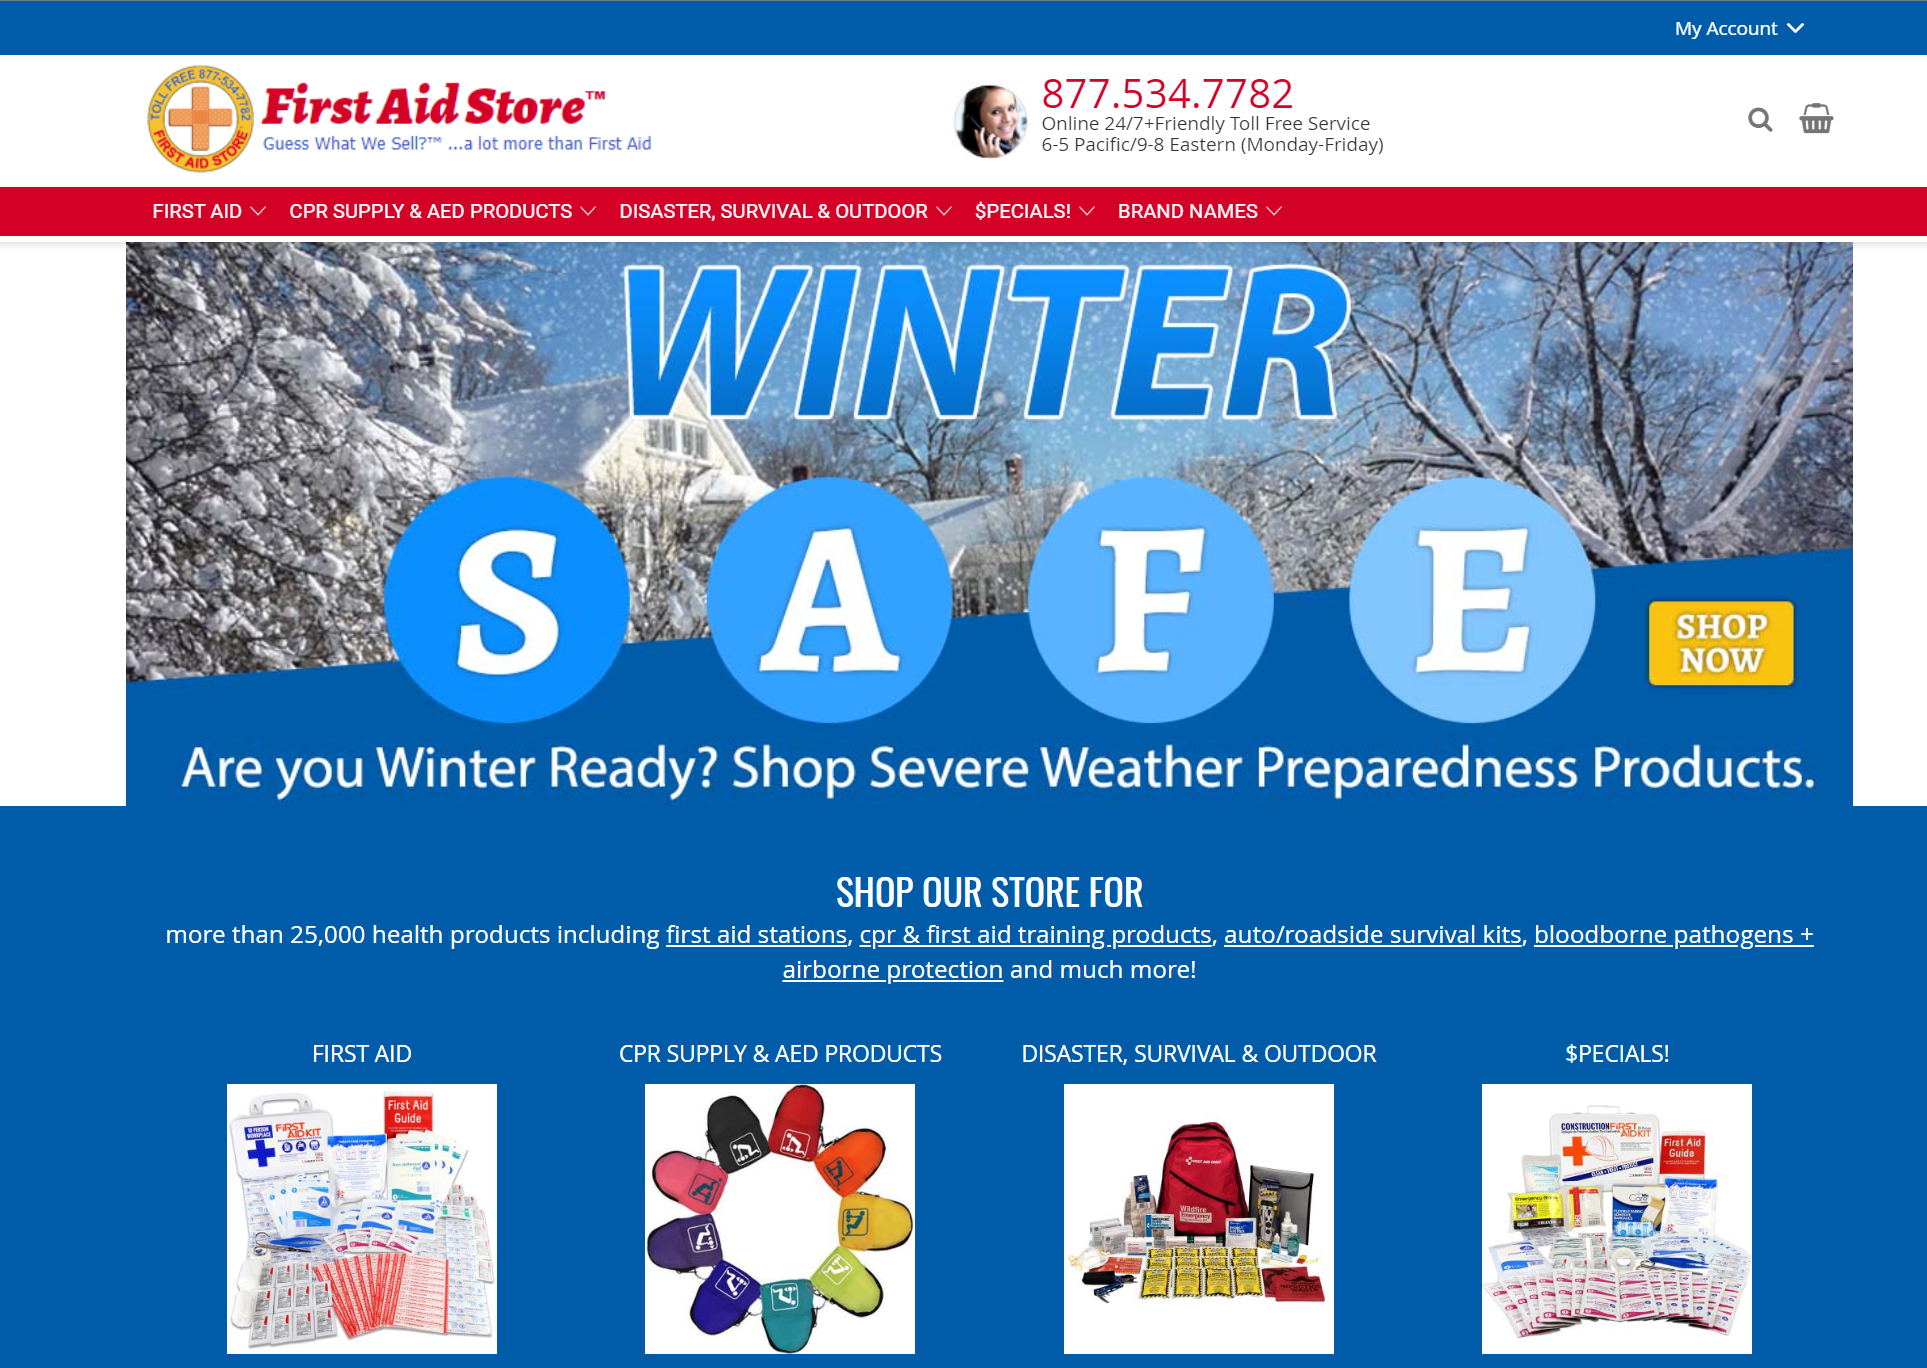 My Account
TOLL FREE 877-534-7782
FIRST AID STORE
First Aid Store™
Guess What We Sell?™ ...a lot more than First Aid
877.534.7782
Online 24/7+Friendly Toll Free Service
6-5 Pacific/9-8 Eastern (Monday-Friday)
FIRST AID
CPR SUPPLY & AED PRODUCTS
DISASTER, SURVIVAL & OUTDOOR
$PECIALS!
BRAND NAMES
WINTER
SAFE
SHOP
NOW
Are you Winter Ready? Shop Severe Weather Preparedness Products.
SHOP OUR STORE FOR
more than 25,000 health products including first aid stations, cpr & first aid training products, auto/roadside survival kits, bloodborne pathogens +
airborne protection and much more!
FIRST AID
CPR SUPPLY & AED PRODUCTS
DISASTER, SURVIVAL & OUTDOOR
$PECIALS!
First Aid
Guide
10 PERSON
WORKPLACE
FIRST
AID KIT
Wildfire
Emergency
CONSTRUCTION FIRST
AID KIT
First Aid
Guide